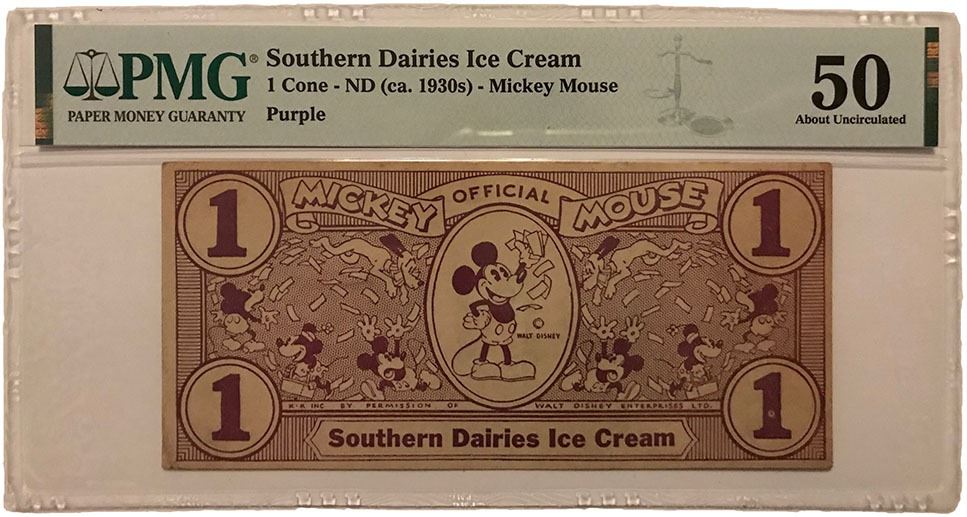 PMG®
PAPER MONEY GUARANTY
Southern Dairies Ice Cream
1 Cone - ND (ca. 1930s) - Mickey Mouse
Purple
50
About Uncirculated
1
MICKEY
OFFICIAL
MOUSE
1
©
WALT DISNEY
1
K·K INC BY PERMISSION OF WALT DISNEY ENTERPRISES LTD.
1
Southern Dairies Ice Cream